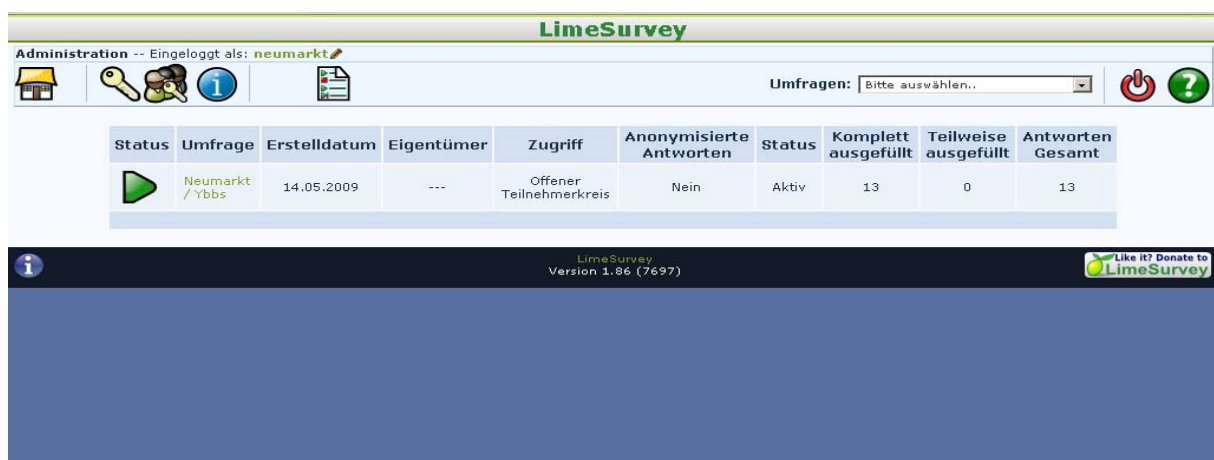 LimeSurvey
Administration -- Eingeloggt als: neumarkt
Umfragen: Bitte auswählen..
Status Umfrage Erstelldatum Eigentümer Zugriff Anonymisierte Antworten Status Komplett ausgefüllt Teilweise ausgefüllt Antworten Gesamt
Neumarkt / Ybbs 14.05.2009 --- Offener Teilnehmerkreis Nein Aktiv 13 0 13
LimeSurvey
Version 1.86 (7697)
Like it? Donate to
LimeSurvey